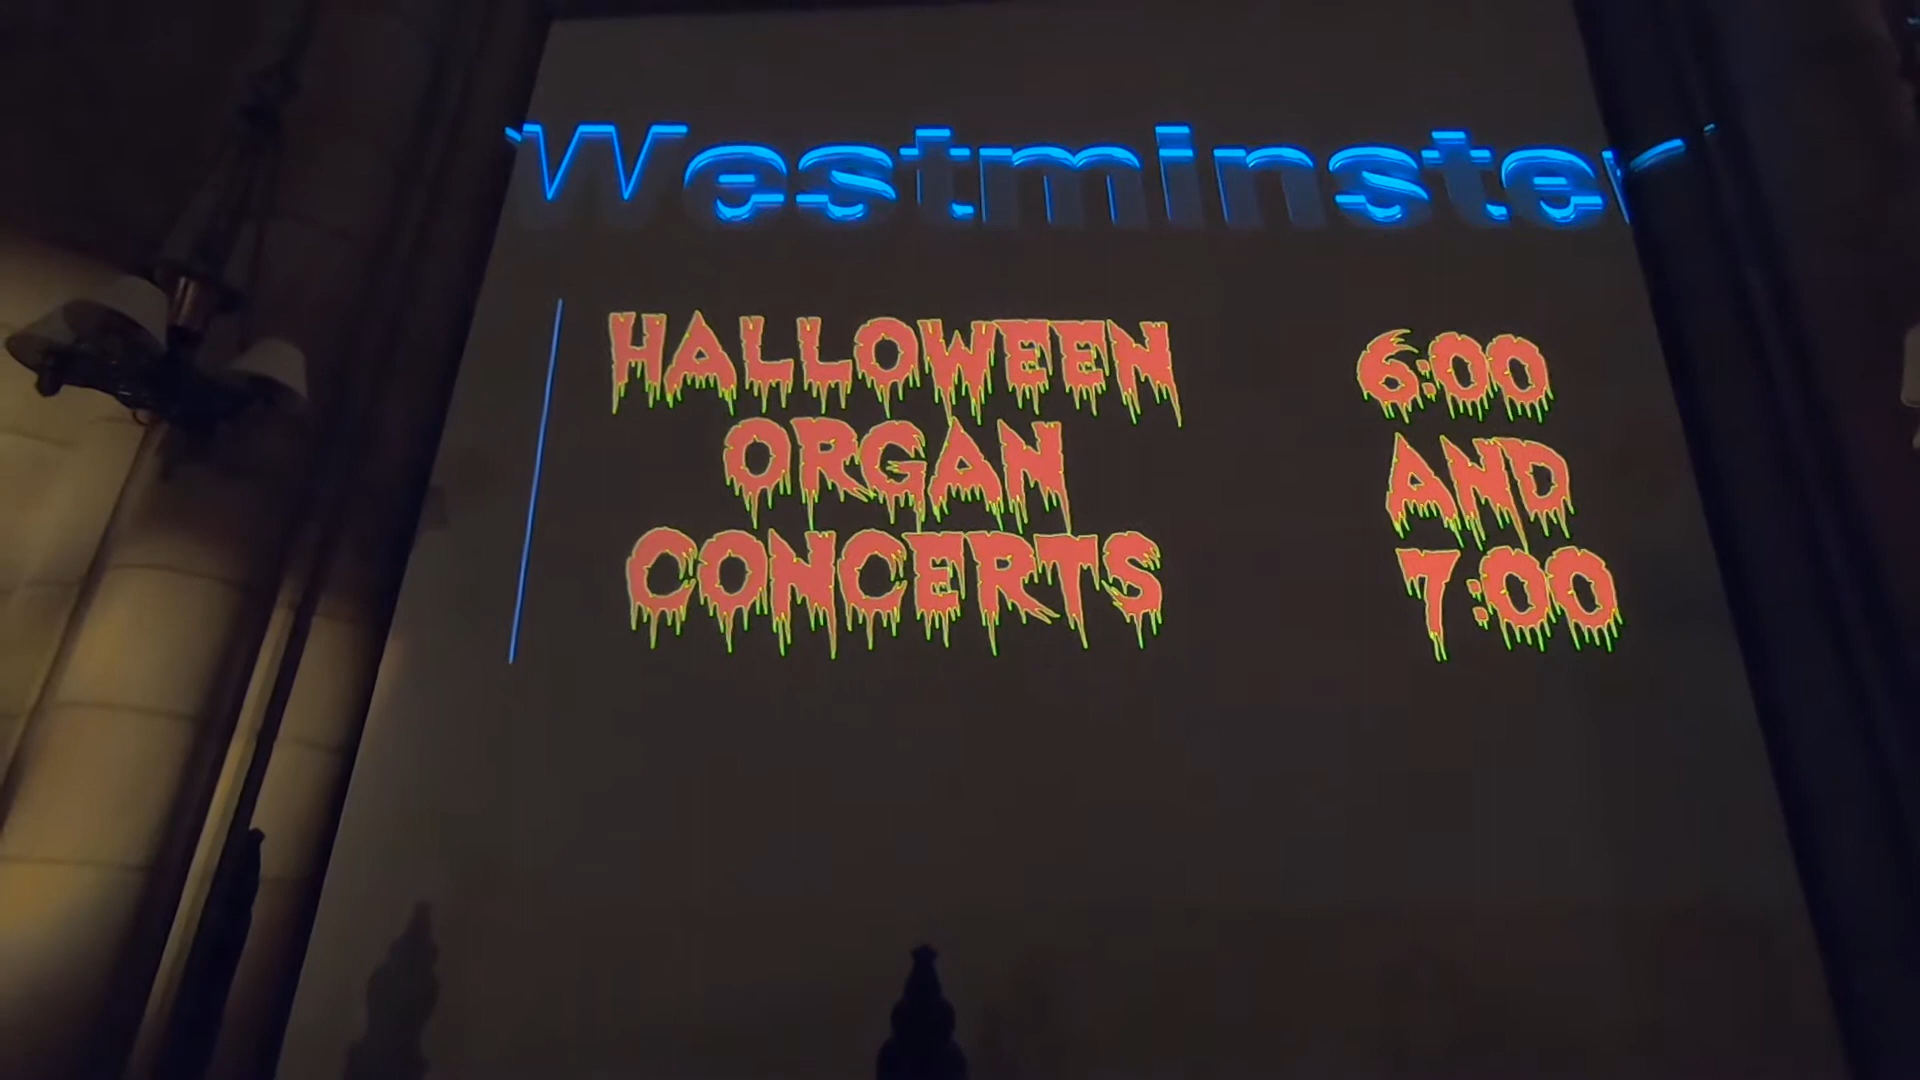 Westminster
HALLOWEEN
ORGAN
CONCERTS
6:00
AND
7:00